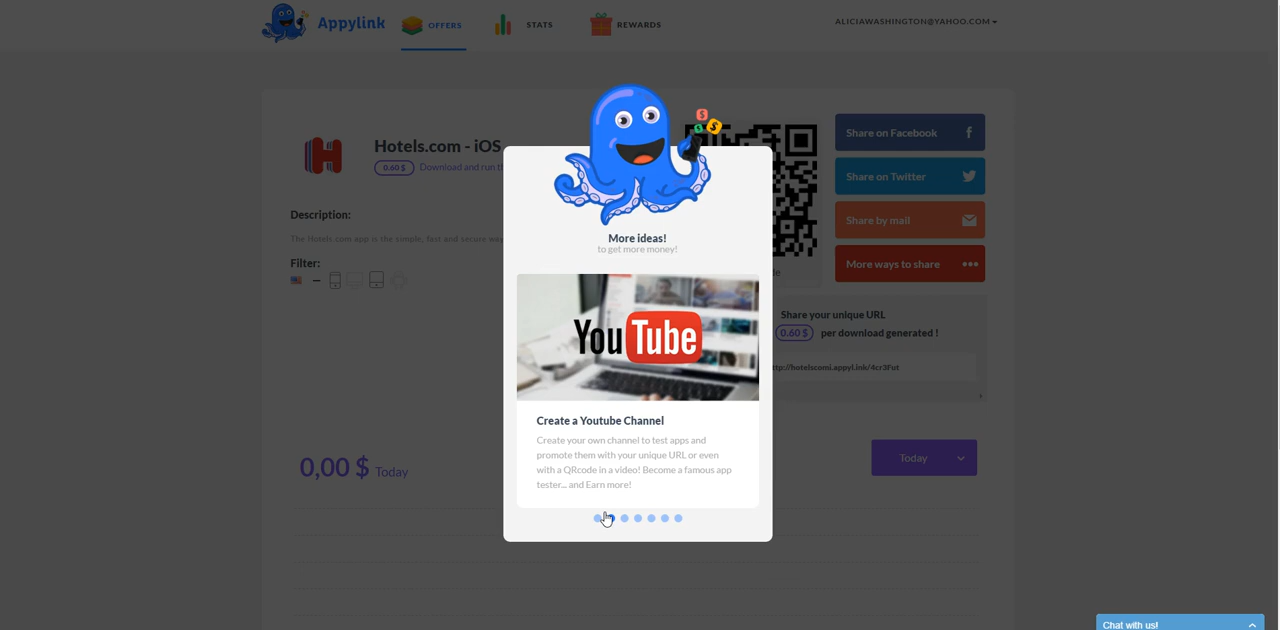 Appylink
OFFERS
STATS
REWARDS
ALICIAWASHINGTON@YAHOO.COM
Hotels.com - iOS
0.60 $
Download and run th
Description:
The Hotels.com app is the simple, fast and secure way
Filter:
Share on Facebook
Share on Twitter
Share by mail
More ways to share
de
Share your unique URL
0.60 $ per download generated !
ttp://hotelscomi.appyl.ink/4cr3Fut
More ideas!
to get more money!
YouTube
Create a Youtube Channel
Create your own channel to test apps and
promote them with your unique URL or even
with a QRcode in a video! Become a famous app
tester... and Earn more!
0,00 $ Today
Today
Chat with us!